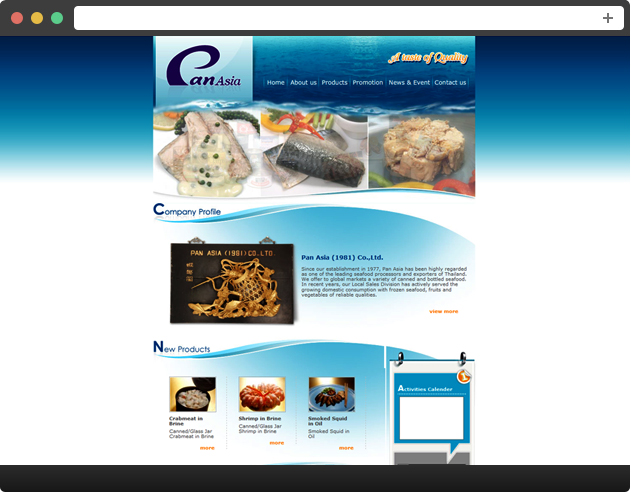 Pan Asia
A taste of Quality
Home About us Products Promotion News & Event Contact us
Company Profile
PAN ASIA (1981) CO.,LTD.
Pan Asia (1981) Co.,Ltd.
Since our establishment in 1977, Pan Asia has been highly regarded
as one of the leading seafood processors and exporters of Thailand.
We offer to global markets a variety of canned and bottled seafood.
In recent years, our Local Sales Division has actively served the
growing domestic consumption with frozen seafood, fruits and
vegetables of reliable qualities.
view more
New Products
Crabmeat in
Brine
Canned/Glass Jar
Crabmeat in Brine
more
Shrimp in Brine
Canned/Glass Jar
Shrimp in Brine
more
Smoked Squid
in Oil
Smoked Squid in
Oil
more
Activities Calender